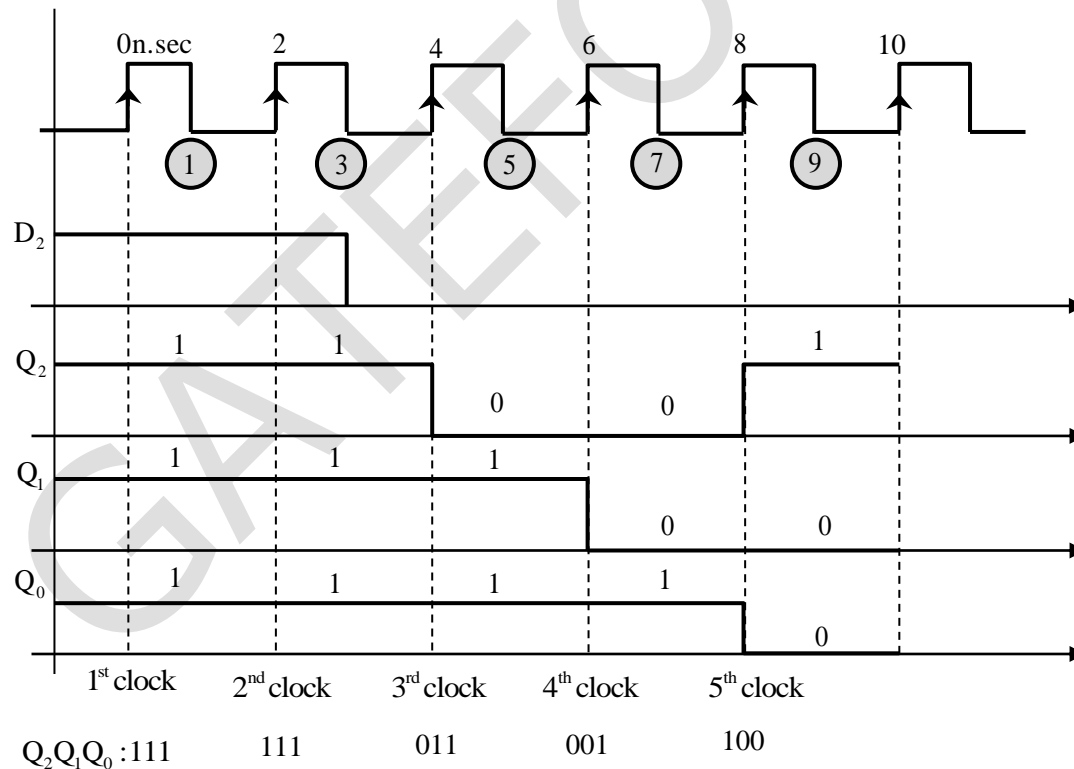 0n.sec 2 4 6 8 10
1 3 5 7 9
D₂
Q₂ 1 1 0 0 1
Q₁ 1 1 1 0 0
Q₀ 1 1 1 1 0
1ˢᵗ clock 2ⁿᵈ clock 3ʳᵈ clock 4ᵗʰ clock 5ᵗʰ clock
Q₂Q₁Q₀ : 111 111 011 001 100
GATEFO